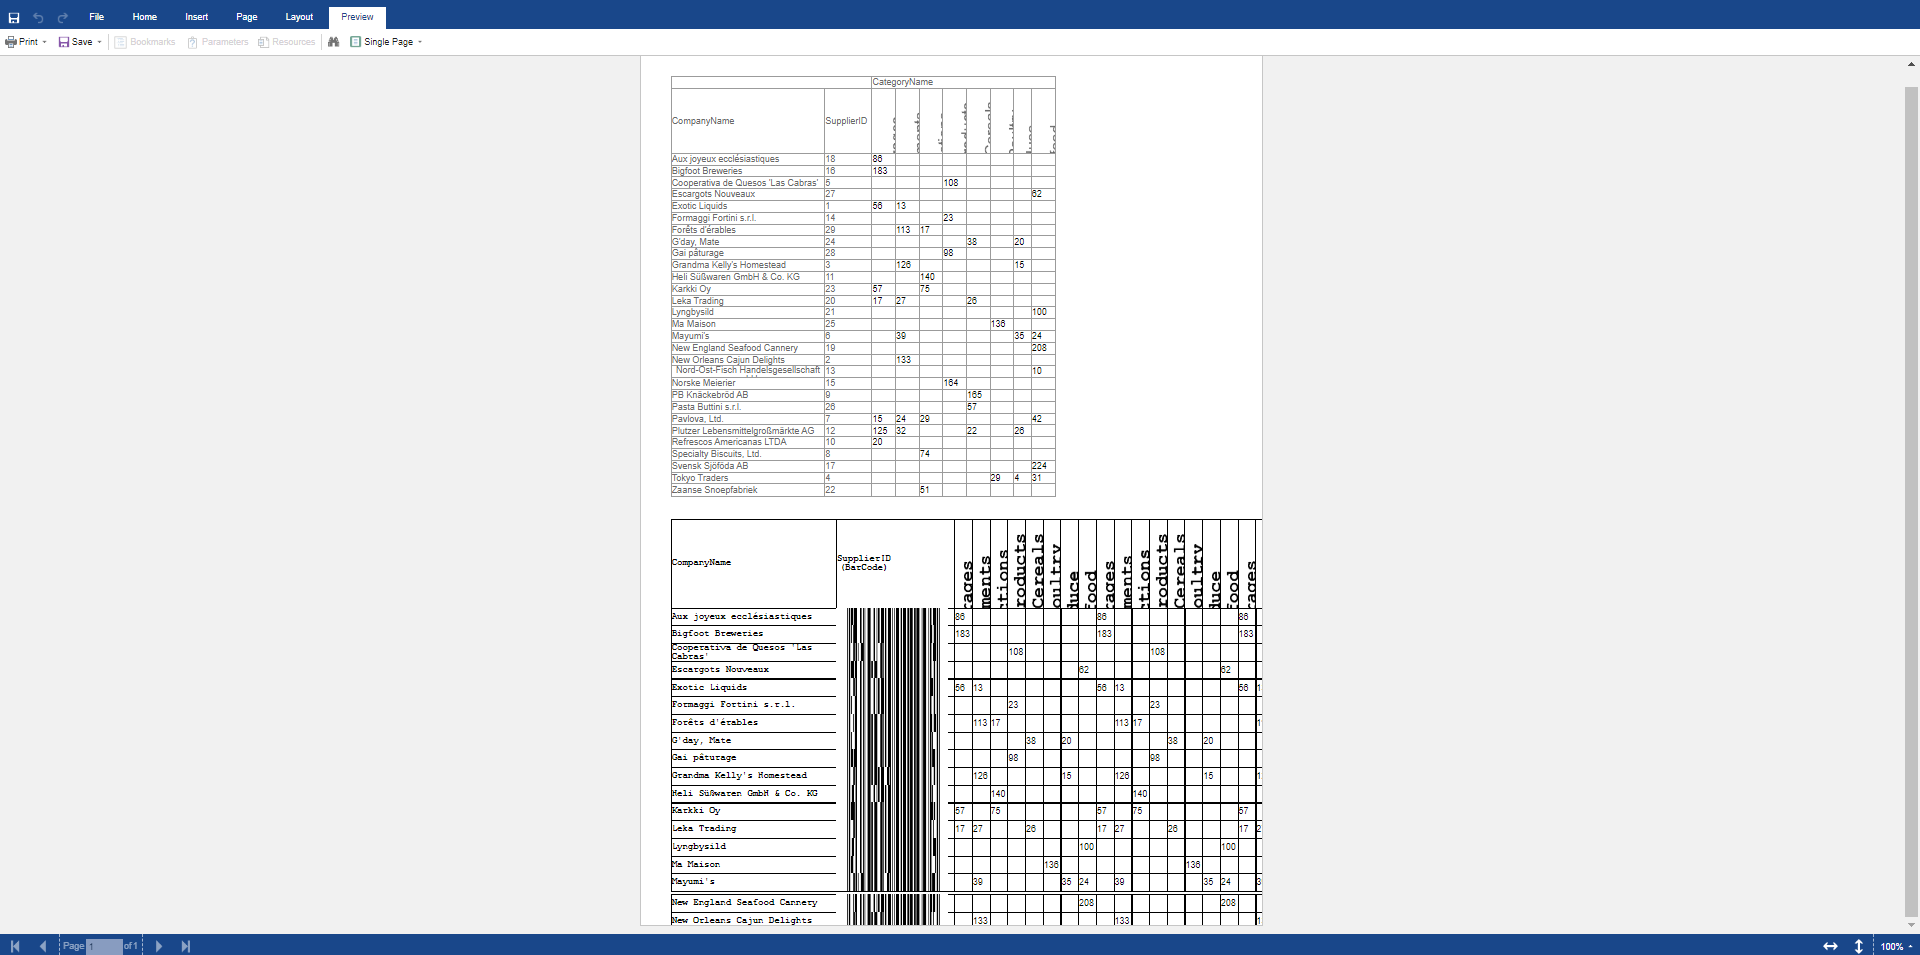 File Home Insert Page Layout Preview
Print Save Bookmarks Parameters Resources Single Page
CategoryName
CompanyName SupplierID
Aux joyeux ecclésiastiques 18 86
Bigfoot Breweries 16 183
Cooperativa de Quesos 'Las Cabras' 5 108
Escargots Nouveaux 27 62
Exotic Liquids 1 56 13
Formaggi Fortini s.r.l. 14 23
Forêts d'érables 29 113 17
G'day, Mate 24 38 20
Gai pâturage 28 98
Grandma Kelly's Homestead 3 126 15
Heli Süßwaren GmbH & Co. KG 11 140
Karkki Oy 23 57 75
Leka Trading 20 17 27 26
Lyngbysild 21 100
Ma Maison 25 136
Mayumi's 6 39 35 24
New England Seafood Cannery 19 208
New Orleans Cajun Delights 2 133
Nord-Ost-Fisch Handelsgesellschaft 13 10
Norske Meierier 15 164
PB Knäckebröd AB 9 165
Pasta Buttini s.r.l. 26 57
Pavlova, Ltd. 7 15 24 29 42
Plutzer Lebensmittelgroßmärkte AG 12 125 32 22 26
Refrescos Americanas LTDA 10 20
Specialty Biscuits, Ltd. 8 74
Svensk Sjöföda AB 17 224
Tokyo Traders 4 29 4 31
Zaanse Snoepfabriek 22 51
CompanyName SupplierID (BarCode) cages ments ctions roducts Cereals oultry duce food cages ments ctions roducts Cereals oultry duce food cages
Aux joyeux ecclésiastiques 86 86 86
Bigfoot Breweries 183 183 183
Cooperativa de Quesos 'Las
Cabras' 108 108
Escargots Nouveaux 62 62
Exotic Liquids 56 13 56 13 56
Formaggi Fortini s.r.l. 23 23
Forêts d'érables 113 17 113 17
G'day, Mate 38 20 38 20
Gai pâturage 98 98
Grandma Kelly's Homestead 126 15 126 15
Heli Süßwaren GmbH & Co. KG 140 140
Karkki Oy 57 75 57 75 57
Leka Trading 17 27 26 17 27 26 17
Lyngbysild 100 100
Ma Maison 136 136
Mayumi's 39 35 24 39 35 24
New England Seafood Cannery 208 208
New Orleans Cajun Delights 133 133
Page 1 of 1 100%